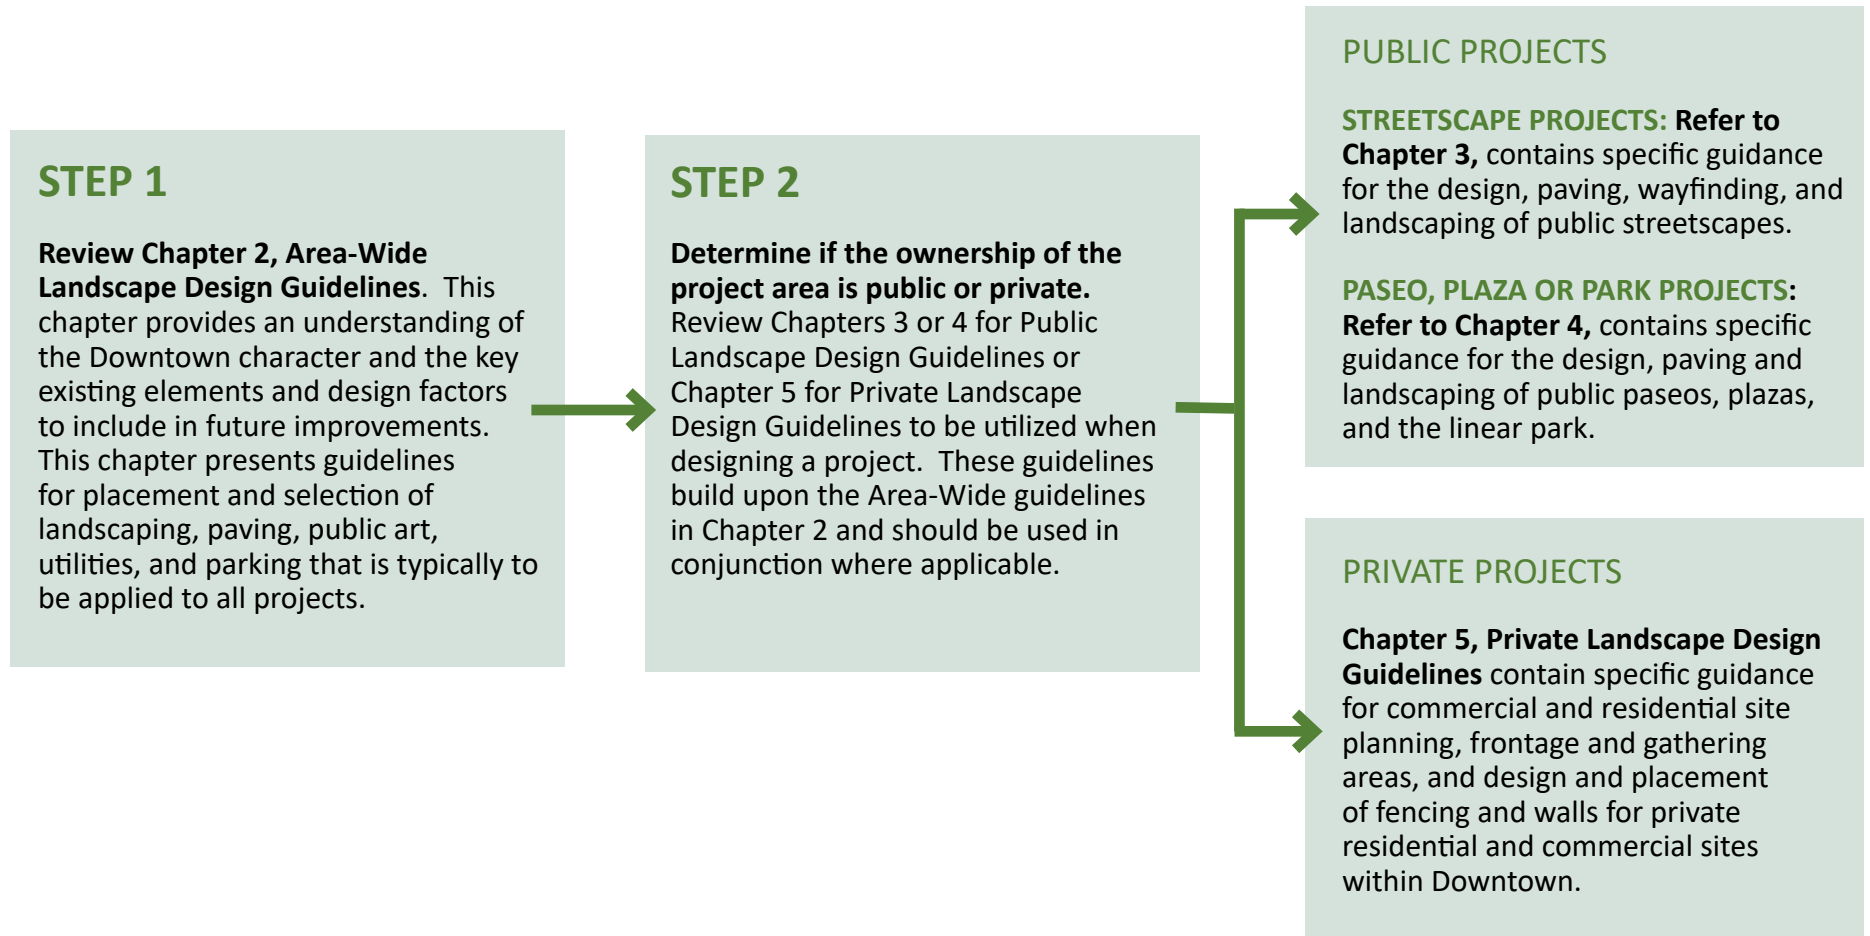 STEP 1
Review Chapter 2, Area-Wide
Landscape Design Guidelines.  This
chapter provides an understanding of
the Downtown character and the key
existing elements and design factors
to include in future improvements.
This chapter presents guidelines
for placement and selection of
landscaping, paving, public art,
utilities, and parking that is typically to
be applied to all projects.
STEP 2
Determine if the ownership of the
project area is public or private.
Review Chapters 3 or 4 for Public
Landscape Design Guidelines or
Chapter 5 for Private Landscape
Design Guidelines to be utilized when
designing a project.  These guidelines
build upon the Area-Wide guidelines
in Chapter 2 and should be used in
conjunction where applicable.
PUBLIC PROJECTS
STREETSCAPE PROJECTS: Refer to
Chapter 3, contains specific guidance
for the design, paving, wayfinding, and
landscaping of public streetscapes.
PASEO, PLAZA OR PARK PROJECTS:
Refer to Chapter 4, contains specific
guidance for the design, paving and
landscaping of public paseos, plazas,
and the linear park.
PRIVATE PROJECTS
Chapter 5, Private Landscape Design
Guidelines contain specific guidance
for commercial and residential site
planning, frontage and gathering
areas, and design and placement
of fencing and walls for private
residential and commercial sites
within Downtown.